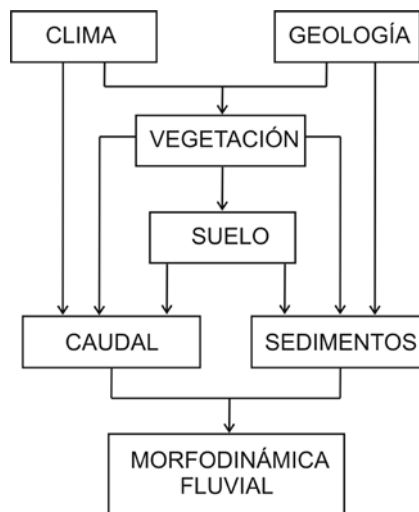 CLIMA
GEOLOGÍA
VEGETACIÓN
SUELO
CAUDAL
SEDIMENTOS
MORFODINÁMICA
FLUVIAL